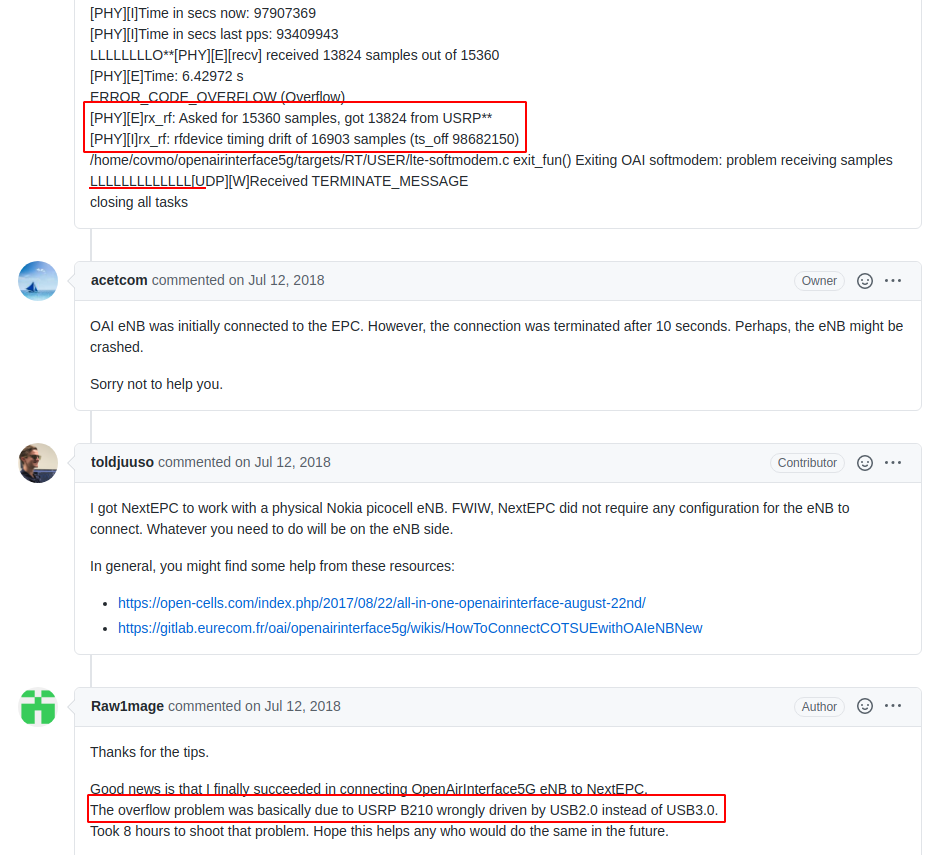 [PHY][I]Time in secs now: 97907369
[PHY][I]Time in secs last pps: 93409943
LLLLLLLLO**[PHY][E][recv] received 13824 samples out of 15360
[PHY][E]Time: 6.42972 s
ERROR_CODE_OVERFLOW (Overflow)
[PHY][E]rx_rf: Asked for 15360 samples, got 13824 from USRP**
[PHY][I]rx_rf: rfdevice timing drift of 16903 samples (ts_off 98682150)
/home/covmo/openairinterface5g/targets/RT/USER/lte-softmodem.c exit_fun() Exiting OAI softmodem: problem receiving samples
LLLLLLLLLLLLL[UDP][W]Received TERMINATE_MESSAGE
closing all tasks
acetcom commented on Jul 12, 2018 Owner
OAI eNB was initially connected to the EPC. However, the connection was terminated after 10 seconds. Perhaps, the eNB might be
crashed.
Sorry not to help you.
toldjuuso commented on Jul 12, 2018 Contributor
I got NextEPC to work with a physical Nokia picocell eNB. FWIW, NextEPC did not require any configuration for the eNB to
connect. Whatever you need to do will be on the eNB side.
In general, you might find some help from these resources:
• https://open-cells.com/index.php/2017/08/22/all-in-one-openairinterface-august-22nd/
• https://gitlab.eurecom.fr/oai/openairinterface5g/wikis/HowToConnectCOTSUEwithOAIeNBNew
Raw1mage commented on Jul 12, 2018 Author
Thanks for the tips.
Good news is that I finally succeeded in connecting OpenAirInterface5G eNB to NextEPC.
The overflow problem was basically due to USRP B210 wrongly driven by USB2.0 instead of USB3.0.
Took 8 hours to shoot that problem. Hope this helps any who would do the same in the future.